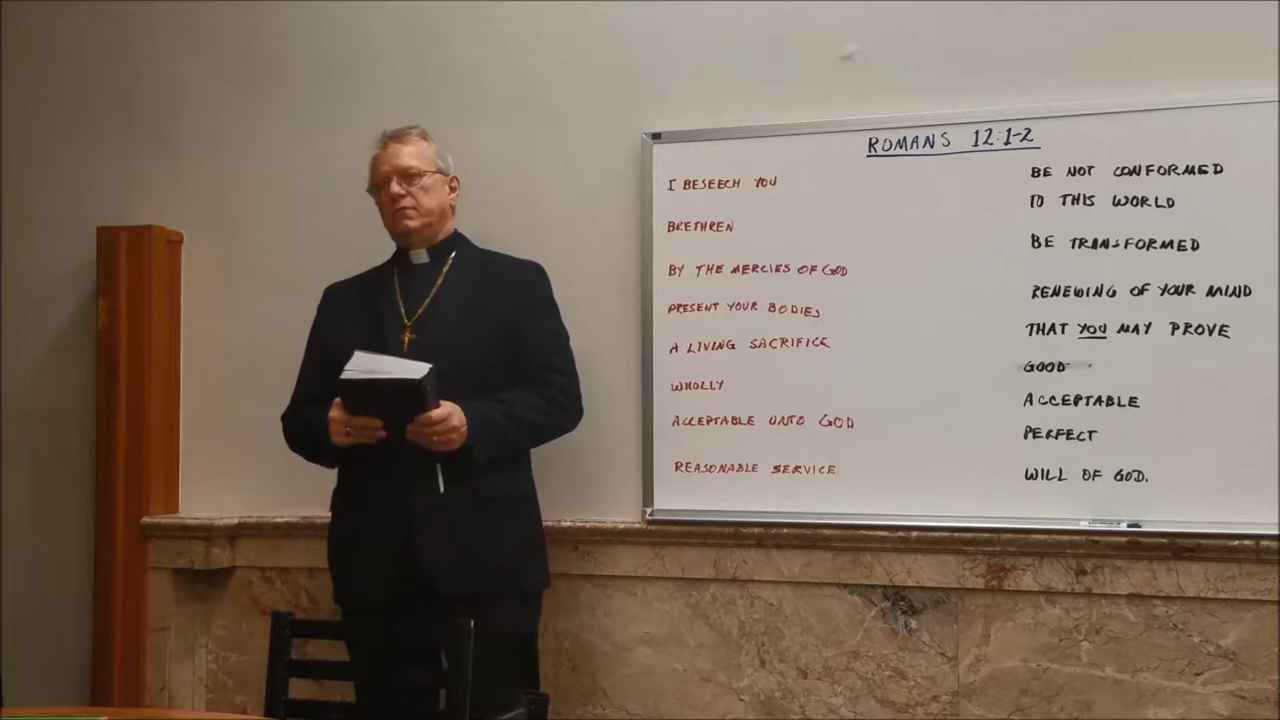 ROMANS 12:1-2
I BESEECH YOU
BRETHREN
BY THE MERCIES OF GOD
PRESENT YOUR BODIES
A LIVING SACRIFICE
WHOLLY
ACCEPTABLE UNTO GOD
REASONABLE SERVICE
BE NOT CONFORMED
TO THIS WORLD
BE TRANSFORMED
RENEWING OF YOUR MIND
THAT YOU MAY PROVE
GOOD
ACCEPTABLE
PERFECT
WILL OF GOD.